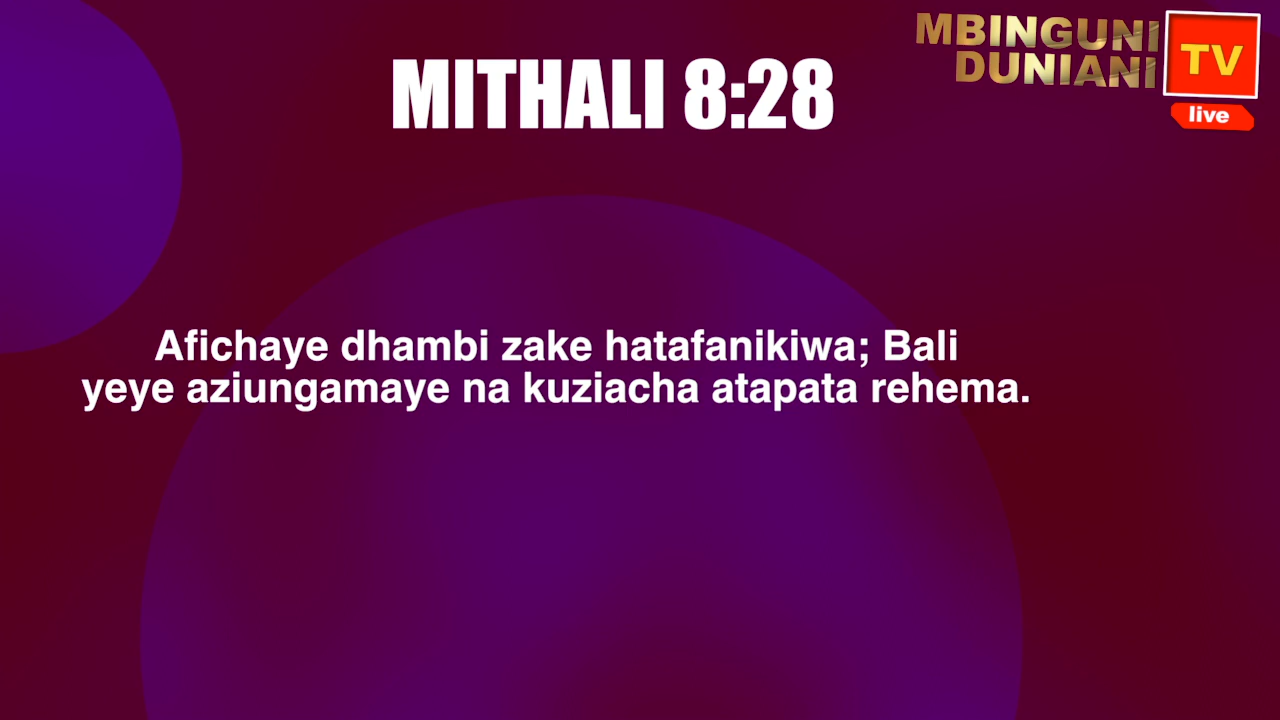 MBINGUNI
DUNIANI
TV
live
MITHALI 8:28
Afichaye dhambi zake hatafanikiwa; Bali
yeye aziungamaye na kuziacha atapata rehema.